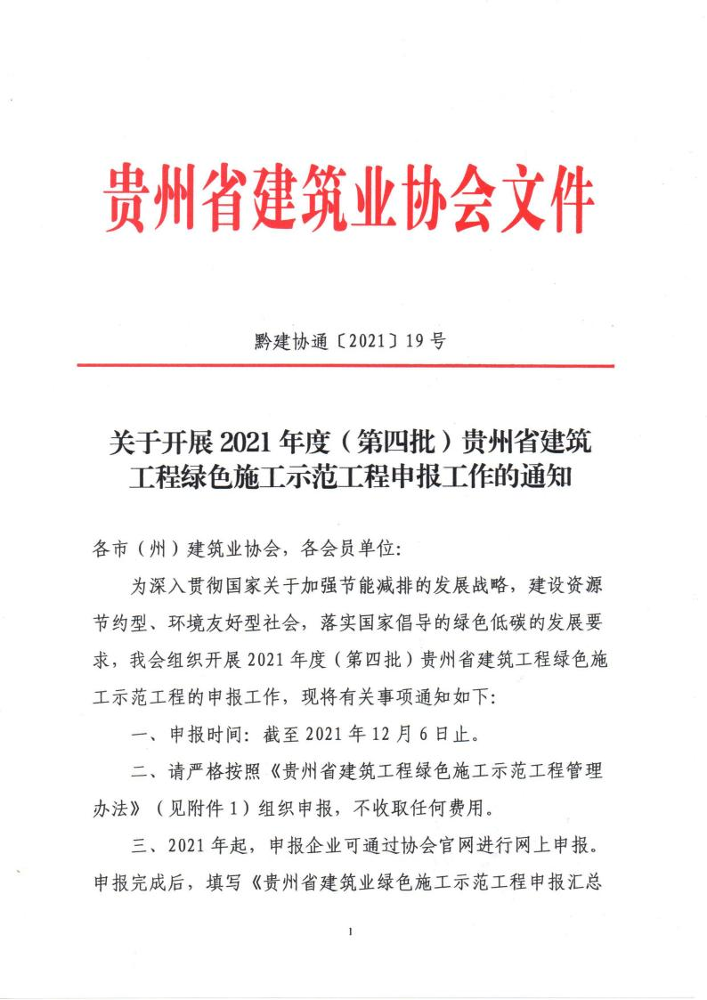 贵州省建筑业协会文件
黔建协通〔2021〕19号
关于开展2021年度（第四批）贵州省建筑
工程绿色施工示范工程申报工作的通知
各市（州）建筑业协会，各会员单位：
为深入贯彻国家关于加强节能减排的发展战略，建设资源
节约型、环境友好型社会，落实国家倡导的绿色低碳的发展要
求，我会组织开展2021年度（第四批）贵州省建筑工程绿色施
工示范工程的申报工作，现将有关事项通知如下：
一、申报时间：截至2021年12月6日止。
二、请严格按照《贵州省建筑工程绿色施工示范工程管理
办法》（见附件1）组织申报，不收取任何费用。
三、2021年起，申报企业可通过协会官网进行网上申报。
申报完成后，填写《贵州省建筑业绿色施工示范工程申报汇总
1